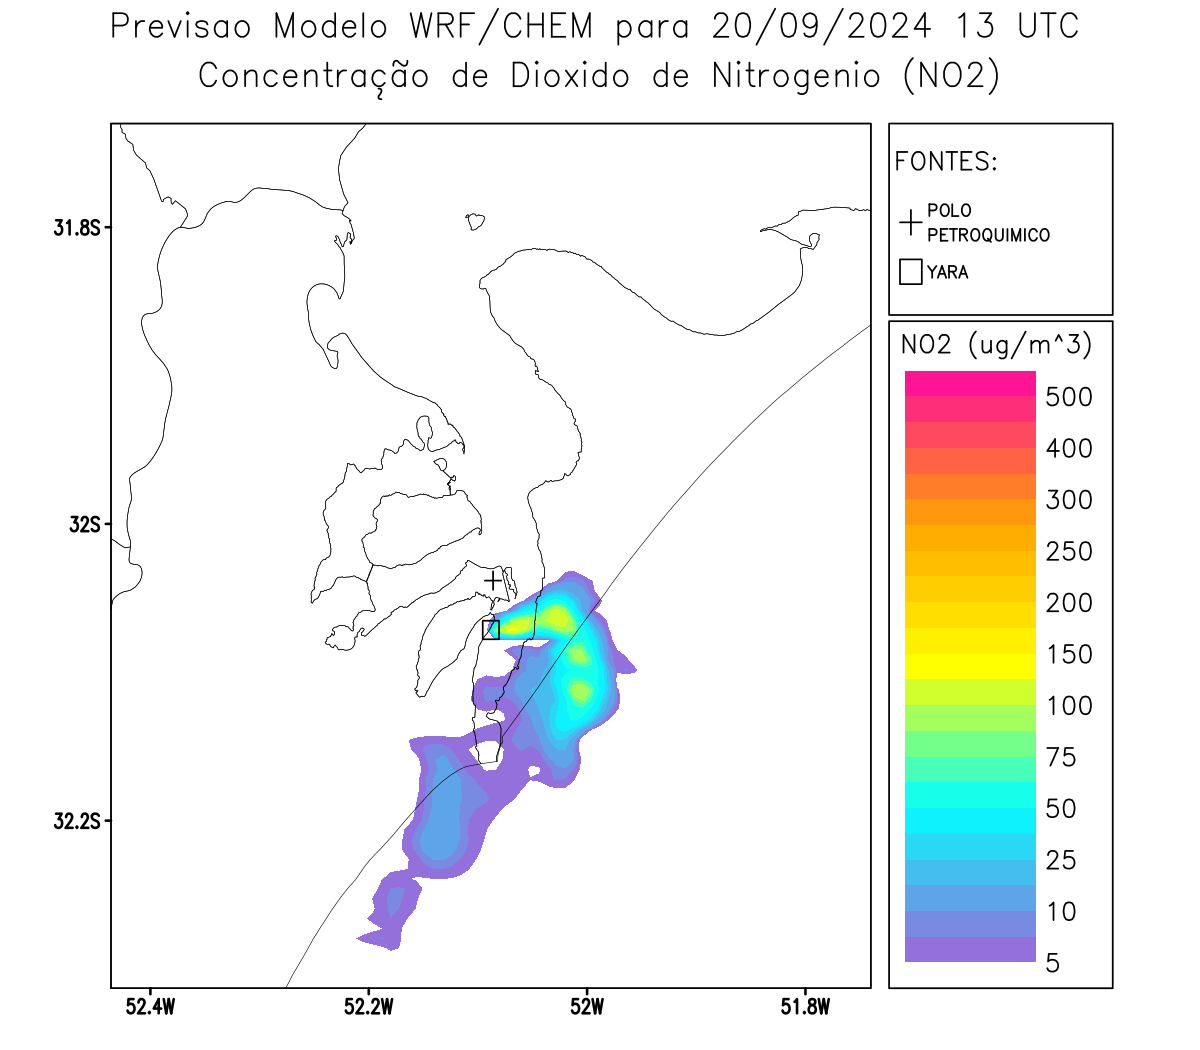 Previsao Modelo WRF/CHEM para 20/09/2024 13 UTC
Concentração de Dioxido de Nitrogenio (NO2)
FONTES:
POLO
PETROQUIMICO
YARA
NO2 (ug/m^3)
500
400
300
250
200
150
100
75
50
25
10
5
31.8S
32S
32.2S
52.4W
52.2W
52W
51.8W